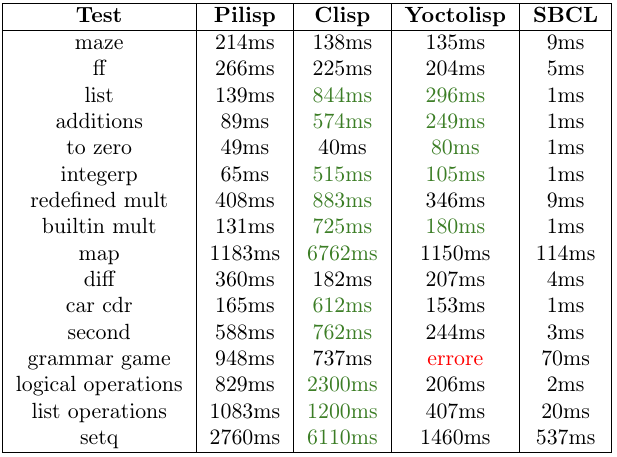 Test Pilisp Clisp Yoctolisp SBCL
maze 214ms 138ms 135ms 9ms
ff 266ms 225ms 204ms 5ms
list 139ms 844ms 296ms 1ms
additions 89ms 574ms 249ms 1ms
to zero 49ms 40ms 80ms 1ms
integerp 65ms 515ms 105ms 1ms
redefined mult 408ms 883ms 346ms 9ms
builtin mult 131ms 725ms 180ms 1ms
map 1183ms 6762ms 1150ms 114ms
diff 360ms 182ms 207ms 4ms
car cdr 165ms 612ms 153ms 1ms
second 588ms 762ms 244ms 3ms
grammar game 948ms 737ms errore 70ms
logical operations 829ms 2300ms 206ms 2ms
list operations 1083ms 1200ms 407ms 20ms
setq 2760ms 6110ms 1460ms 537ms